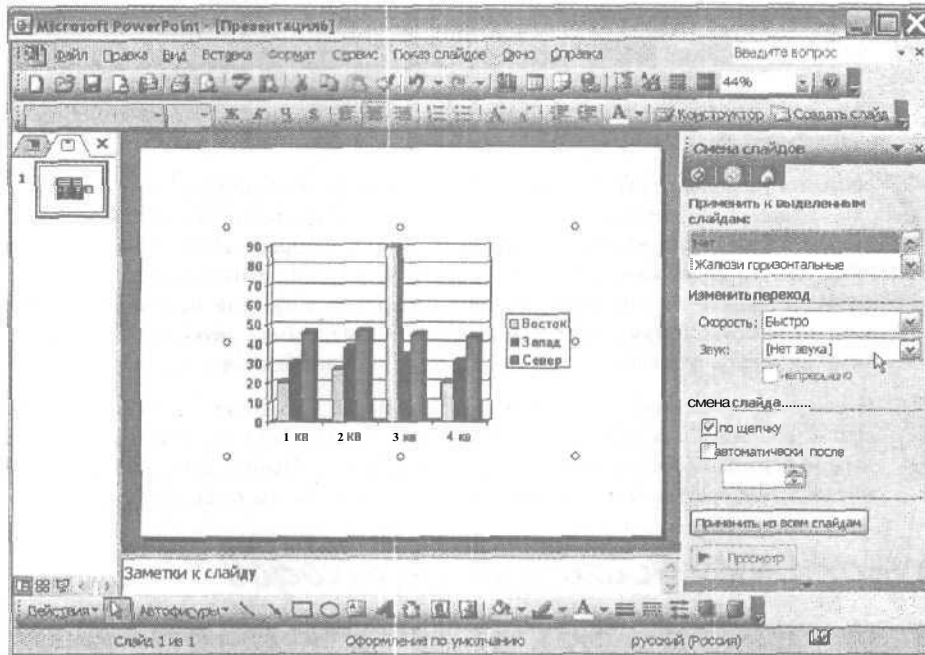 Microsoft PowerPoint - [Презентация6]
Файл Правка Вид Вставка Формат Сервис Показ слайдов Окно Справка Введите вопрос
44%
Ж К Ч S A Конструктор Создать слайд
Смена слайдов
1
Применить к выделенным
слайдам:
Нет
Жалюзи горизонтальные
Изменить переход
Скорость: Быстро
Звук: [Нет звука]
непрерывно
смена слайда........
по щелчку
автоматически после
Применить ко всем слайдам
Просмотр
90
80
70
60
50
40
30
20
10
0
1 кв 2 кв 3 кв 4 кв
Восток
Запад
Север
Заметки к слайду
Действия Автофигуры
Слайд 1 из 1 Оформление по умолчанию русский (Россия)